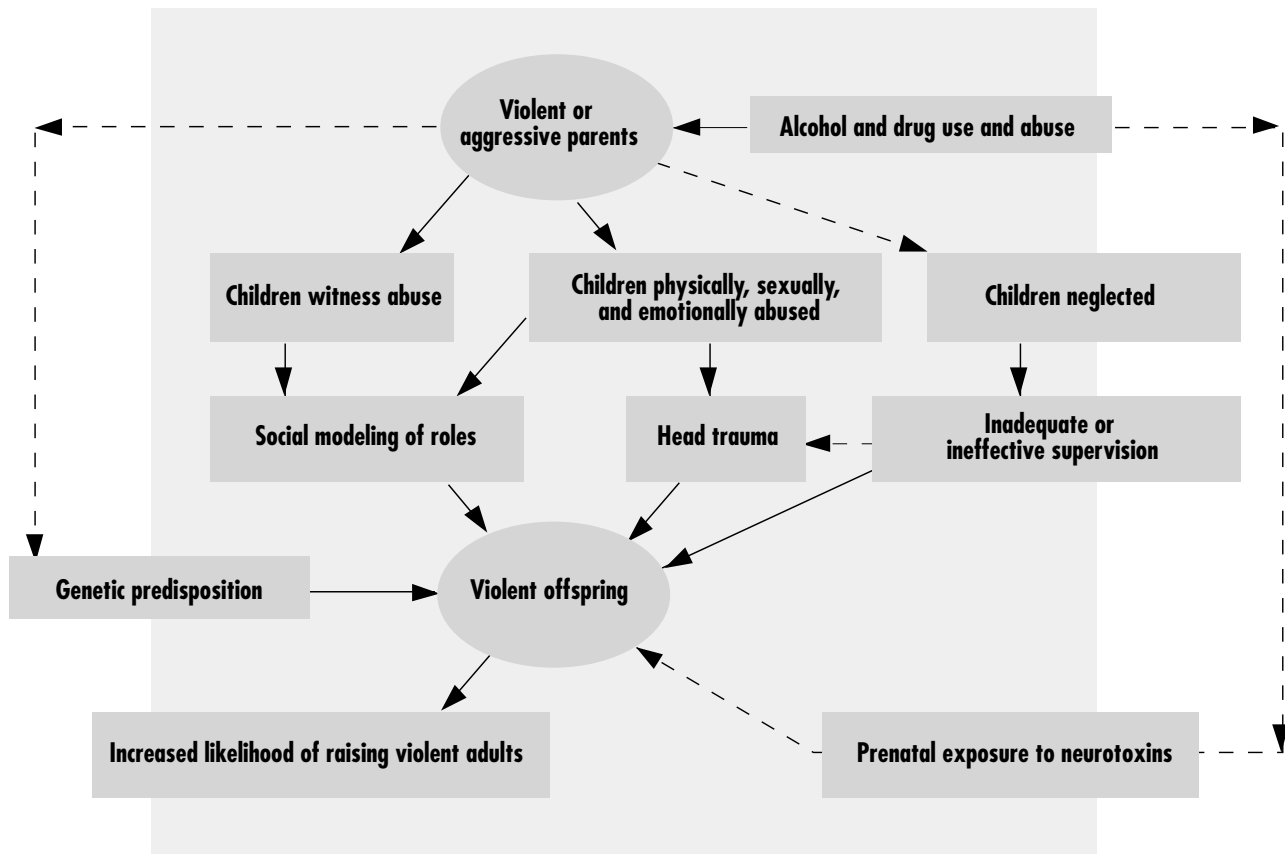 Violent or
aggressive parents
Alcohol and drug use and abuse
Children witness abuse
Children physically, sexually,
and emotionally abused
Children neglected
Social modeling of roles
Head trauma
Inadequate or
ineffective supervision
Genetic predisposition
Violent offspring
Increased likelihood of raising violent adults
Prenatal exposure to neurotoxins